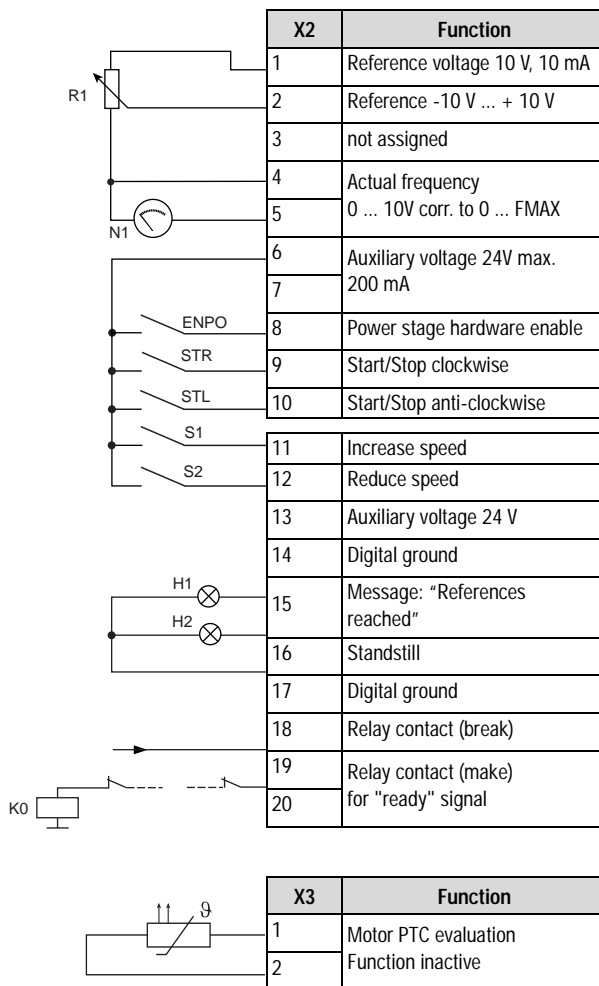 X2 Function
1 Reference voltage 10 V, 10 mA
R1
2 Reference -10 V ... + 10 V
3 not assigned
4 Actual frequency
0 ... 10V corr. to 0 ... FMAX
5
N1
6 Auxiliary voltage 24V max.
200 mA
7
ENPO 8 Power stage hardware enable
STR 9 Start/Stop clockwise
STL 10 Start/Stop anti-clockwise
S1 11 Increase speed
S2 12 Reduce speed
13 Auxiliary voltage 24 V
14 Digital ground
H1 15 Message: “References
reached”
H2
16 Standstill
17 Digital ground
18 Relay contact (break)
19 Relay contact (make)
for "ready" signal
20
K0
X3 Function
ϑ
1 Motor PTC evaluation
Function inactive
2